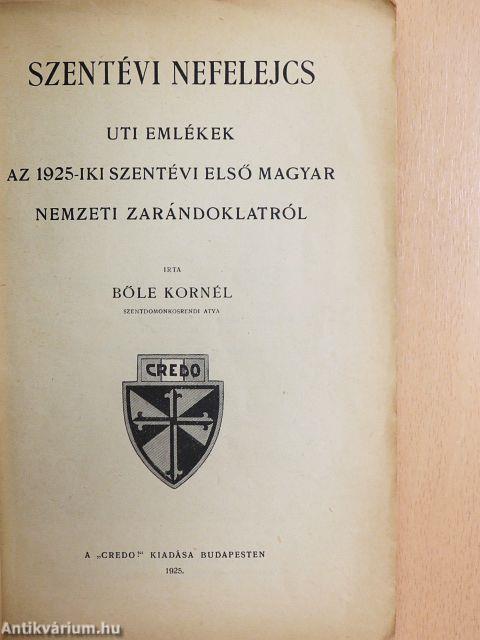 SZENTÉVI NEFELEJCS
UTI EMLÉKEK
AZ 1925-IKI SZENTÉVI ELSŐ MAGYAR
NEMZETI ZARÁNDOKLATRÓL
IRTA
BŐLE KORNÉL
SZENTDOMONKOSRENDI ATYA
CREDO
A „CREDO!" KIADÁSA BUDAPESTEN
1925.
Antikvárium.hu